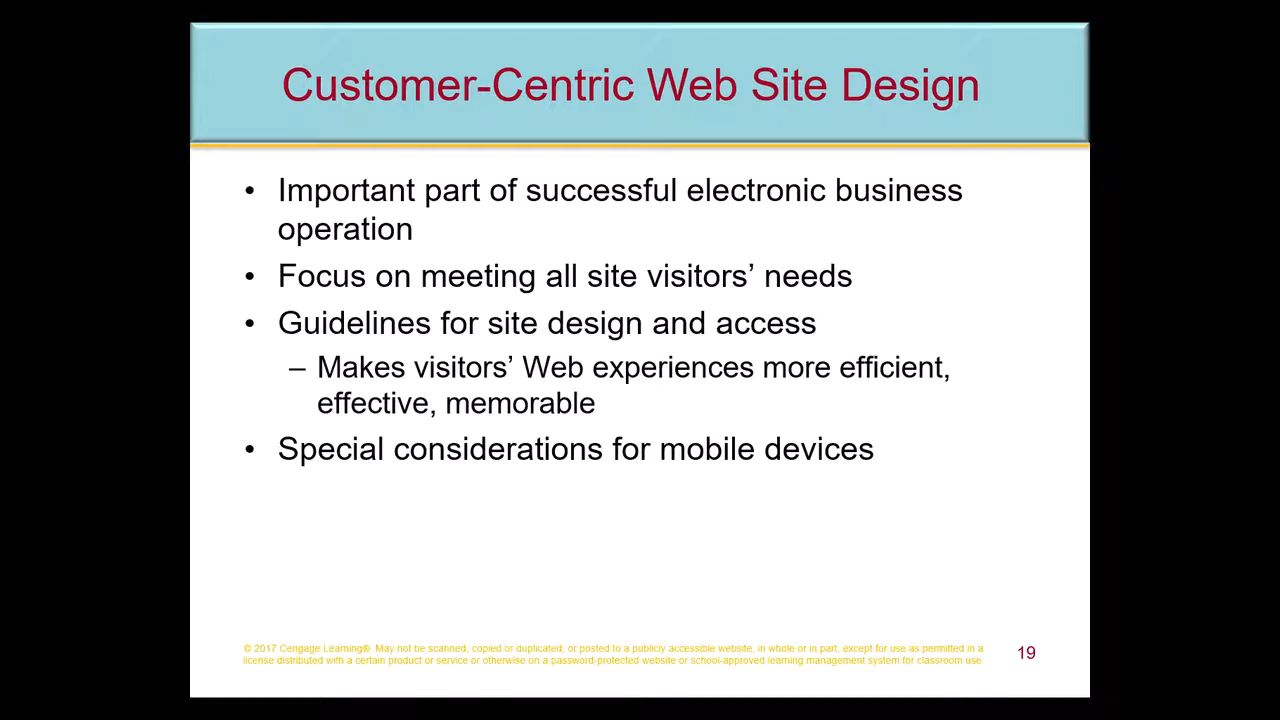 Customer-Centric Web Site Design
• Important part of successful electronic business
operation
• Focus on meeting all site visitors’ needs
• Guidelines for site design and access
– Makes visitors’ Web experiences more efficient,
effective, memorable
• Special considerations for mobile devices
© 2017 Cengage Learning®. May not be scanned, copied or duplicated, or posted to a publicly accessible website, in whole or in part, except for use as permitted in a
license distributed with a certain product or service or otherwise on a password-protected website or school-approved learning management system for classroom use
19